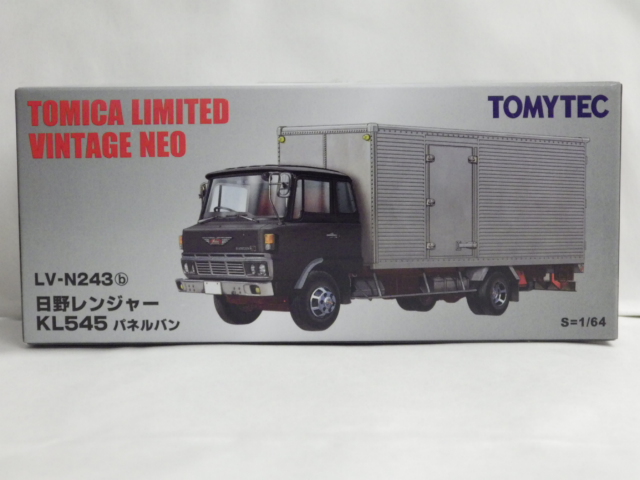 TOMICA LIMITED
VINTAGE NEO
TOMYTEC
LV-N243ⓑ
日野レンジャー
KL545 パネルバン
S=1/64